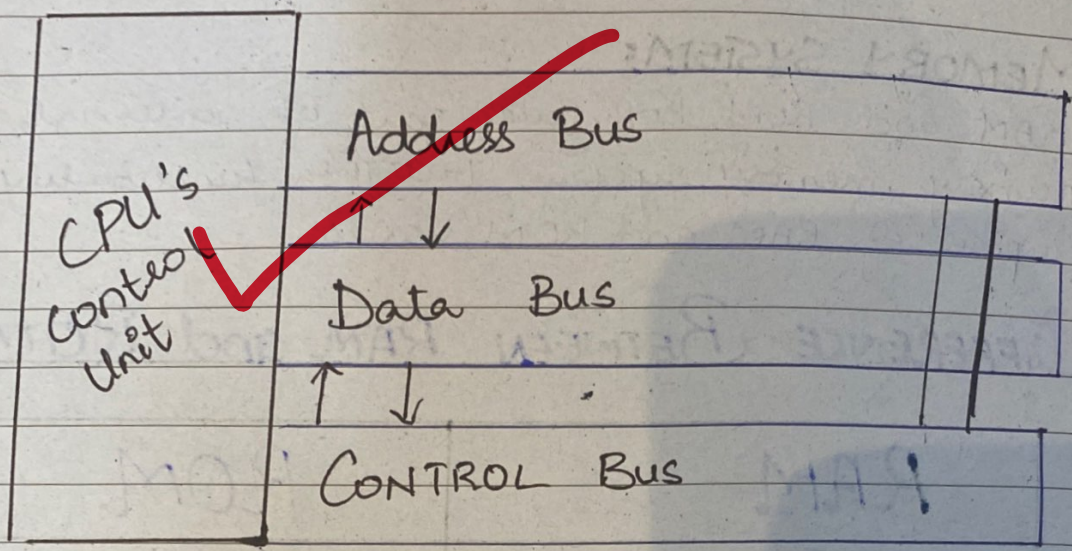 CPU's
Control
Unit
Address Bus
Data Bus
CONTROL BUS